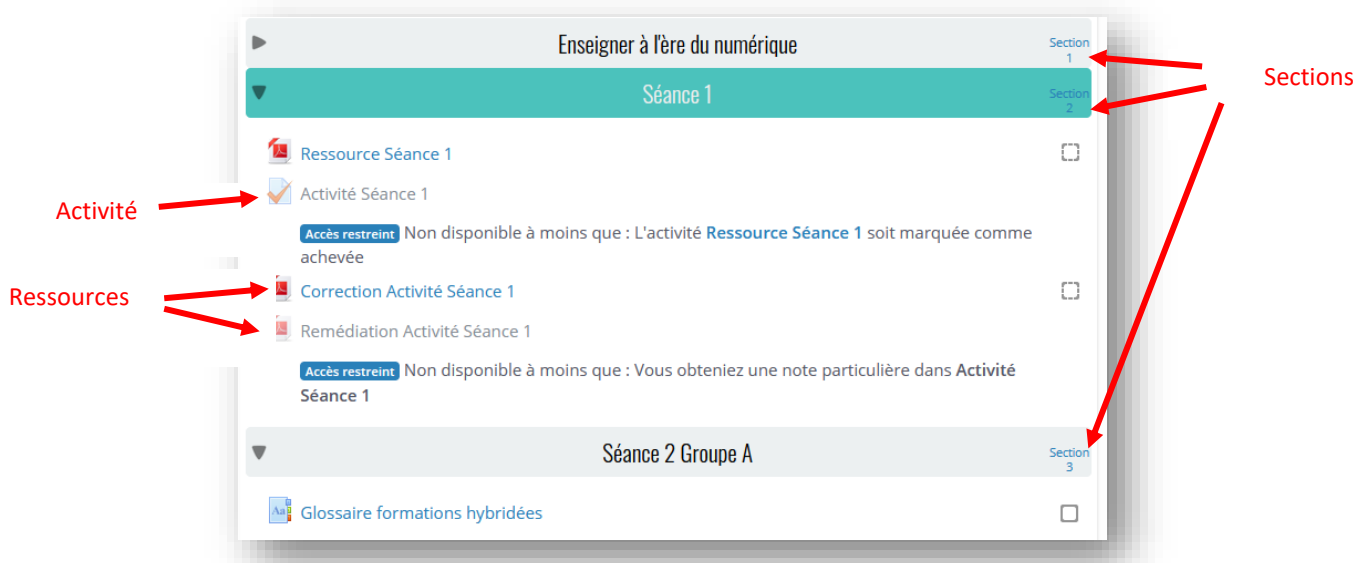 Enseigner à l'ère du numérique
Section
1
Sections
Séance 1
Section
2
Ressource Séance 1
Activité
Activité Séance 1
Accès restreint Non disponible à moins que : L'activité Ressource Séance 1 soit marquée comme
achevée
Ressources
Correction Activité Séance 1
Remédiation Activité Séance 1
Accès restreint Non disponible à moins que : Vous obteniez une note particulière dans Activité
Séance 1
Séance 2 Groupe A
Section
3
Aa
Glossaire formations hybridées